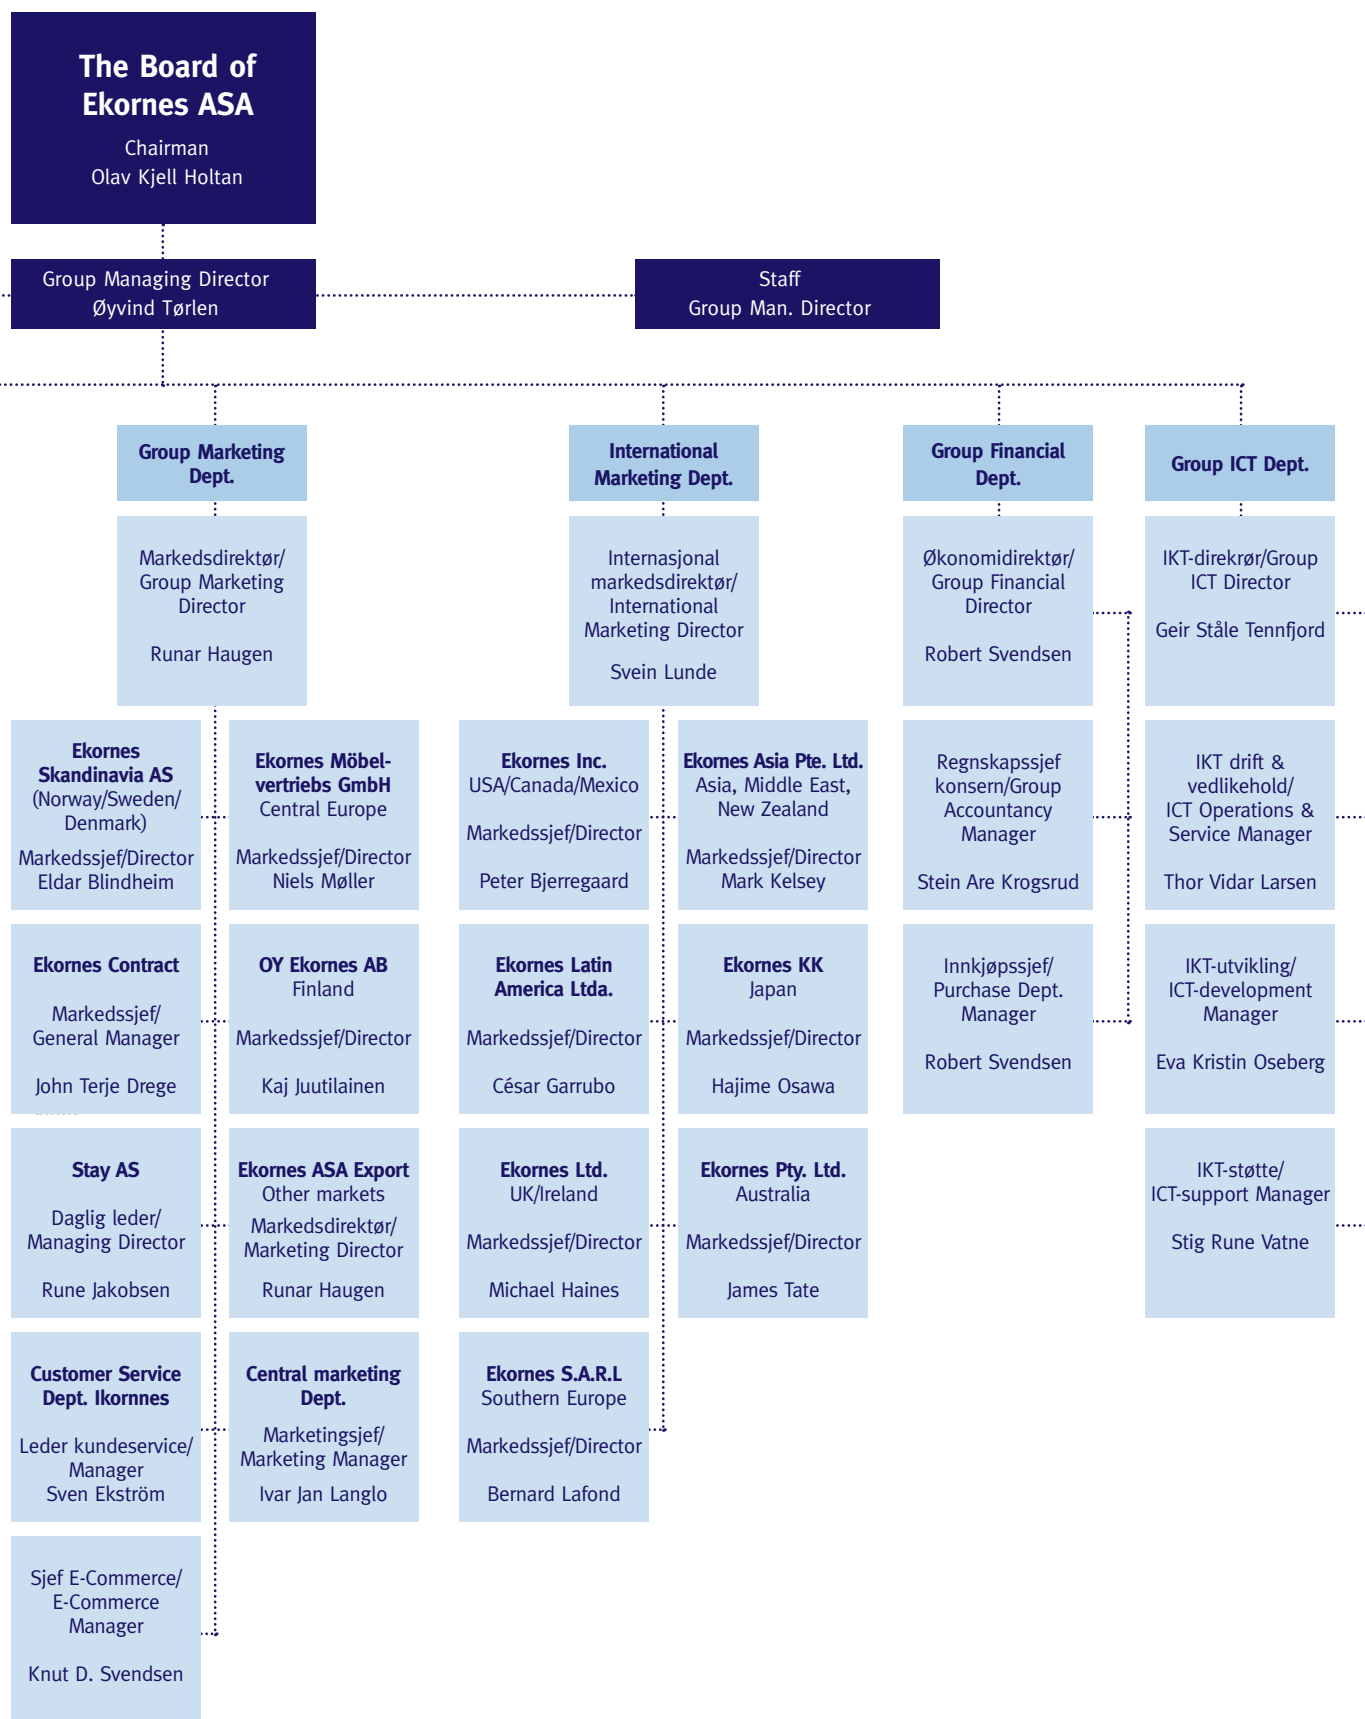 The Board of
Ekornes ASA
Chairman
Olav Kjell Holtan
Group Managing Director
Øyvind Tørlen
Staff
Group Man. Director
Group Marketing
Dept.
Markedsdirektør/
Group Marketing
Director
Runar Haugen
Ekornes
Skandinavia AS
(Norway/Sweden/
Denmark)
Markedssjef/Director
Eldar Blindheim
Ekornes Möbel-
vertriebs GmbH
Central Europe
Markedssjef/Director
Niels Møller
Ekornes Contract
Markedssjef/
General Manager
John Terje Drege
OY Ekornes AB
Finland
Markedssjef/Director
Kaj Juutilainen
Stay AS
Daglig leder/
Managing Director
Rune Jakobsen
Ekornes ASA Export
Other markets
Markedsdirektør/
Marketing Director
Runar Haugen
Customer Service
Dept. Ikornnes
Leder kundeservice/
Manager
Sven Ekström
Central marketing
Dept.
Marketingsjef/
Marketing Manager
Ivar Jan Langlo
Sjef E-Commerce/
E-Commerce
Manager
Knut D. Svendsen
International
Marketing Dept.
Internasjonal
markedsdirektør/
International
Marketing Director
Svein Lunde
Ekornes Inc.
USA/Canada/Mexico
Markedssjef/Director
Peter Bjerregaard
Ekornes Asia Pte. Ltd.
Asia, Middle East,
New Zealand
Markedssjef/Director
Mark Kelsey
Ekornes Latin
America Ltda.
Markedssjef/Director
César Garrubo
Ekornes KK
Japan
Markedssjef/Director
Hajime Osawa
Ekornes Ltd.
UK/Ireland
Markedssjef/Director
Michael Haines
Ekornes Pty. Ltd.
Australia
Markedssjef/Director
James Tate
Ekornes S.A.R.L
Southern Europe
Markedssjef/Director
Bernard Lafond
Group Financial
Dept.
Økonomidirektør/
Group Financial
Director
Robert Svendsen
Regnskapssjef
konsern/Group
Accountancy
Manager
Stein Are Krogsrud
Innkjøpssjef/
Purchase Dept.
Manager
Robert Svendsen
Group ICT Dept.
IKT-direkrør/Group
ICT Director
Geir Ståle Tennfjord
IKT drift &
vedlikehold/
ICT Operations &
Service Manager
Thor Vidar Larsen
IKT-utvikling/
ICT-development
Manager
Eva Kristin Oseberg
IKT-støtte/
ICT-support Manager
Stig Rune Vatne